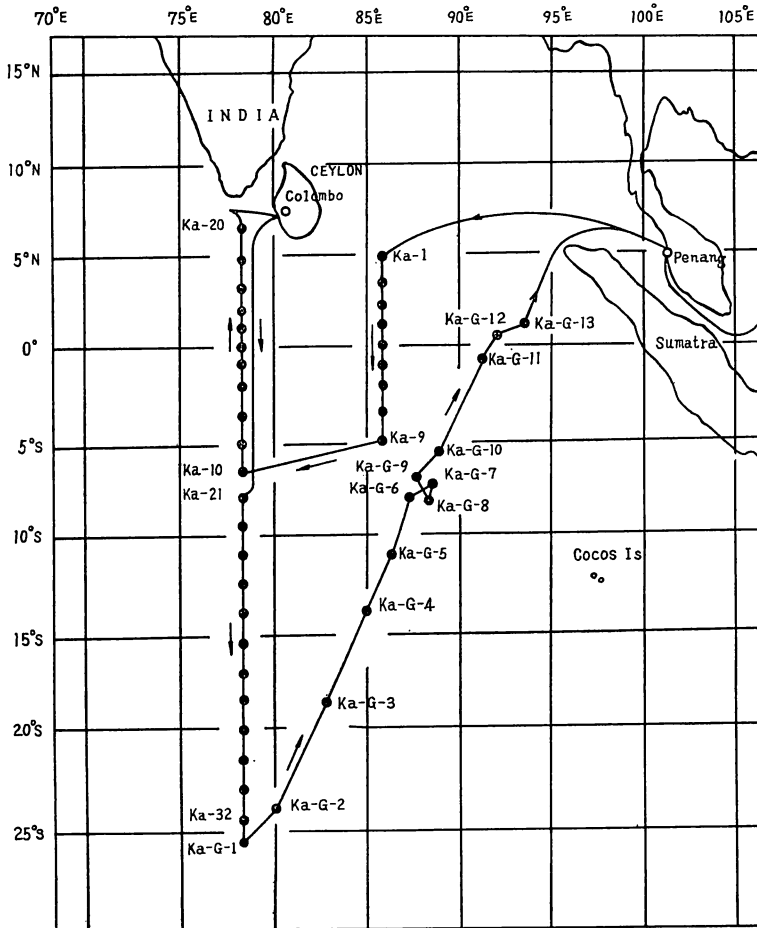 70°E 75°E 80°E 85°E 90°E 95°E 100°E 105°E
15°N
INDIA
10°N
CEYLON
Colombo
Ka-20
5°N
Ka-1
Penang
Ka-G-12
Ka-G-13
0°
Ka-G-11
Sumatra
5°S
Ka-9
Ka-10
Ka-G-10
Ka-G-9
Ka-G-7
Ka-21
Ka-G-6
Ka-G-8
10°S
Ka-G-5
Cocos Is
Ka-G-4
15°S
Ka-G-3
20°S
Ka-G-2
Ka-32
25°S
Ka-G-1